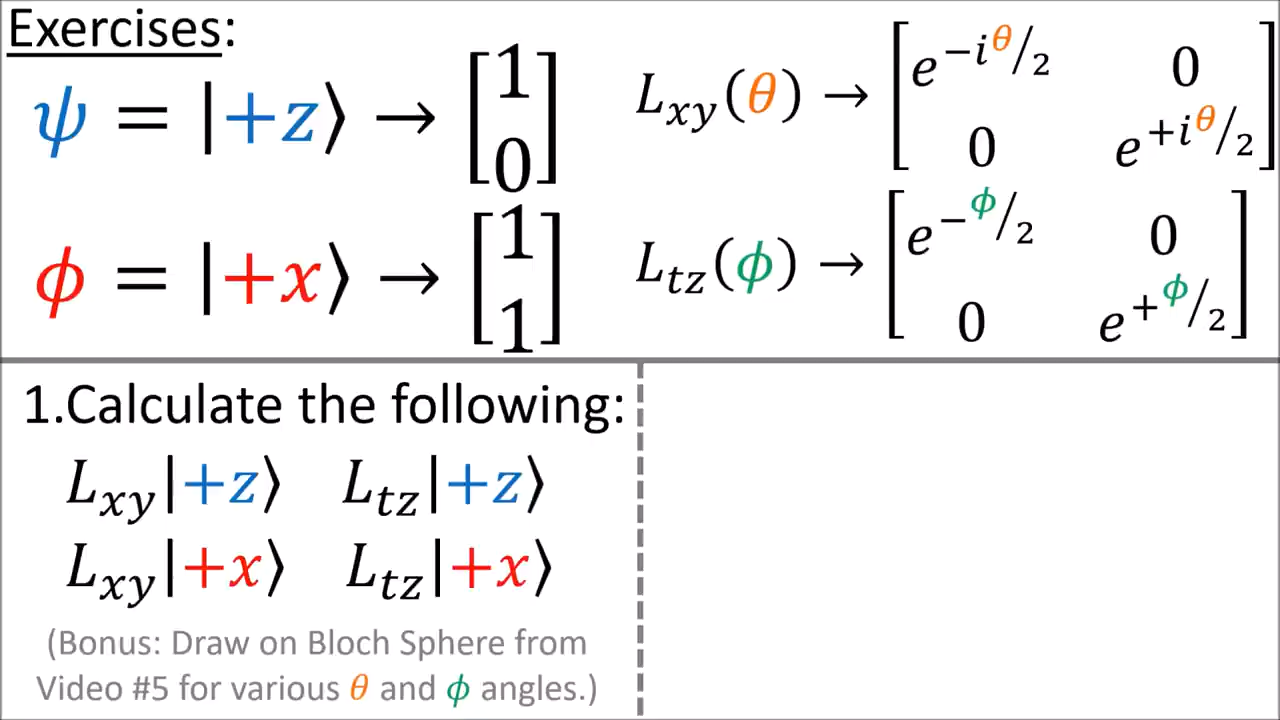 Exercises:
ψ = |+z⟩ → [1 0]
L_xy(θ) → [e^{-iθ/2} 0 0 e^{+iθ/2}]
ϕ = |+x⟩ → [1 1]
L_tz(ϕ) → [e^{-ϕ/2} 0 0 e^{+ϕ/2}]
1.Calculate the following:
L_xy|+z⟩ L_tz|+z⟩
L_xy|+x⟩ L_tz|+x⟩
(Bonus: Draw on Bloch Sphere from
Video #5 for various θ and ϕ angles.)